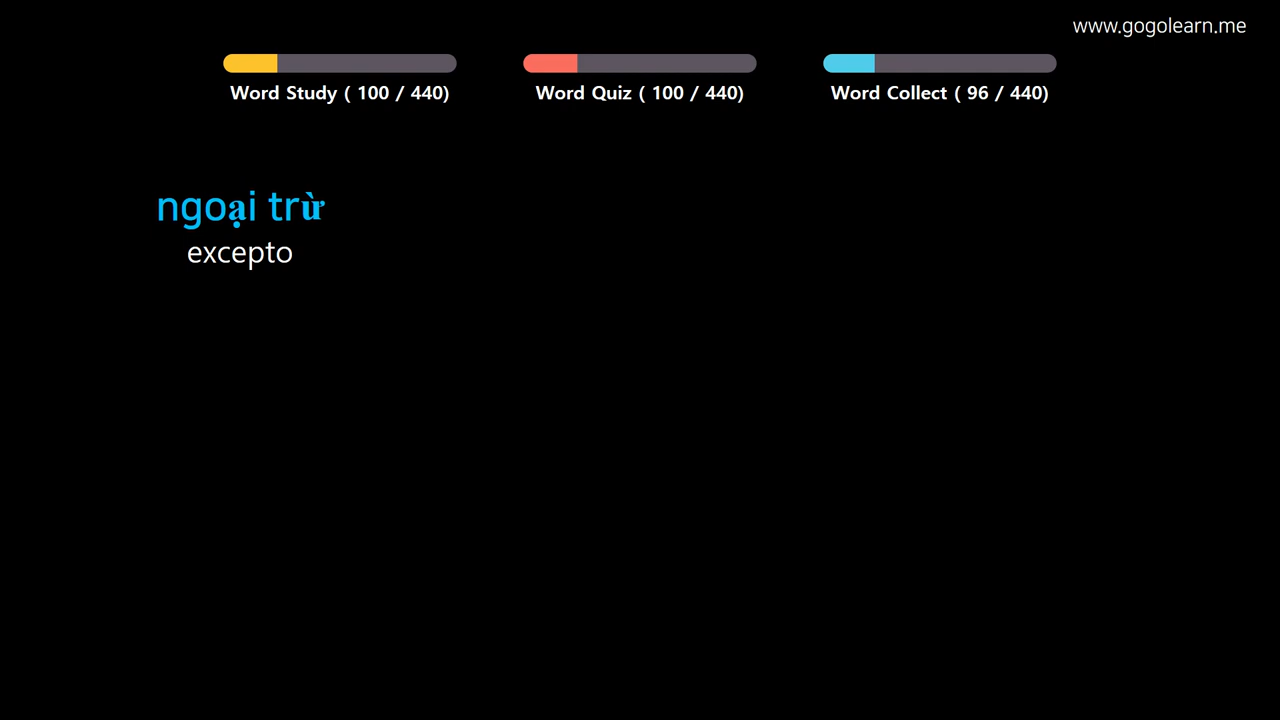 www.gogolearn.me
Word Study ( 100 / 440)
Word Quiz ( 100 / 440)
Word Collect ( 96 / 440)
ngoại trừ
excepto